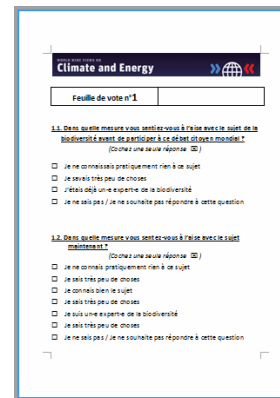 WORLD WIDE VIEWS ON
Climate and Energy
Feuille de vote n°1
1.1. Dans quelle mesure vous sentiez-vous à l'aise avec le sujet de la
biodiversité avant de participer à ce débat citoyen mondial ?
(Cochez une seule réponse ☒ )
☐ Je ne connaissais pratiquement rien à ce sujet
☐ Je savais très peu de choses
☐ J'étais déjà un·e expert·e de la biodiversité
☐ Je ne sais pas / Je ne souhaite pas répondre à cette question
1.2. Dans quelle mesure vous sentez-vous à l'aise avec le sujet
maintenant ?
(Cochez une seule réponse ☒ )
☐ Je ne connais pratiquement rien à ce sujet
☐ Je sais très peu de choses
☐ Je connais bien le sujet
☐ Je sais très peu de choses
☐ Je suis un·e expert·e de la biodiversité
☐ Je sais très peu de choses
☐ Je ne sais pas / Je ne souhaite pas répondre à cette question